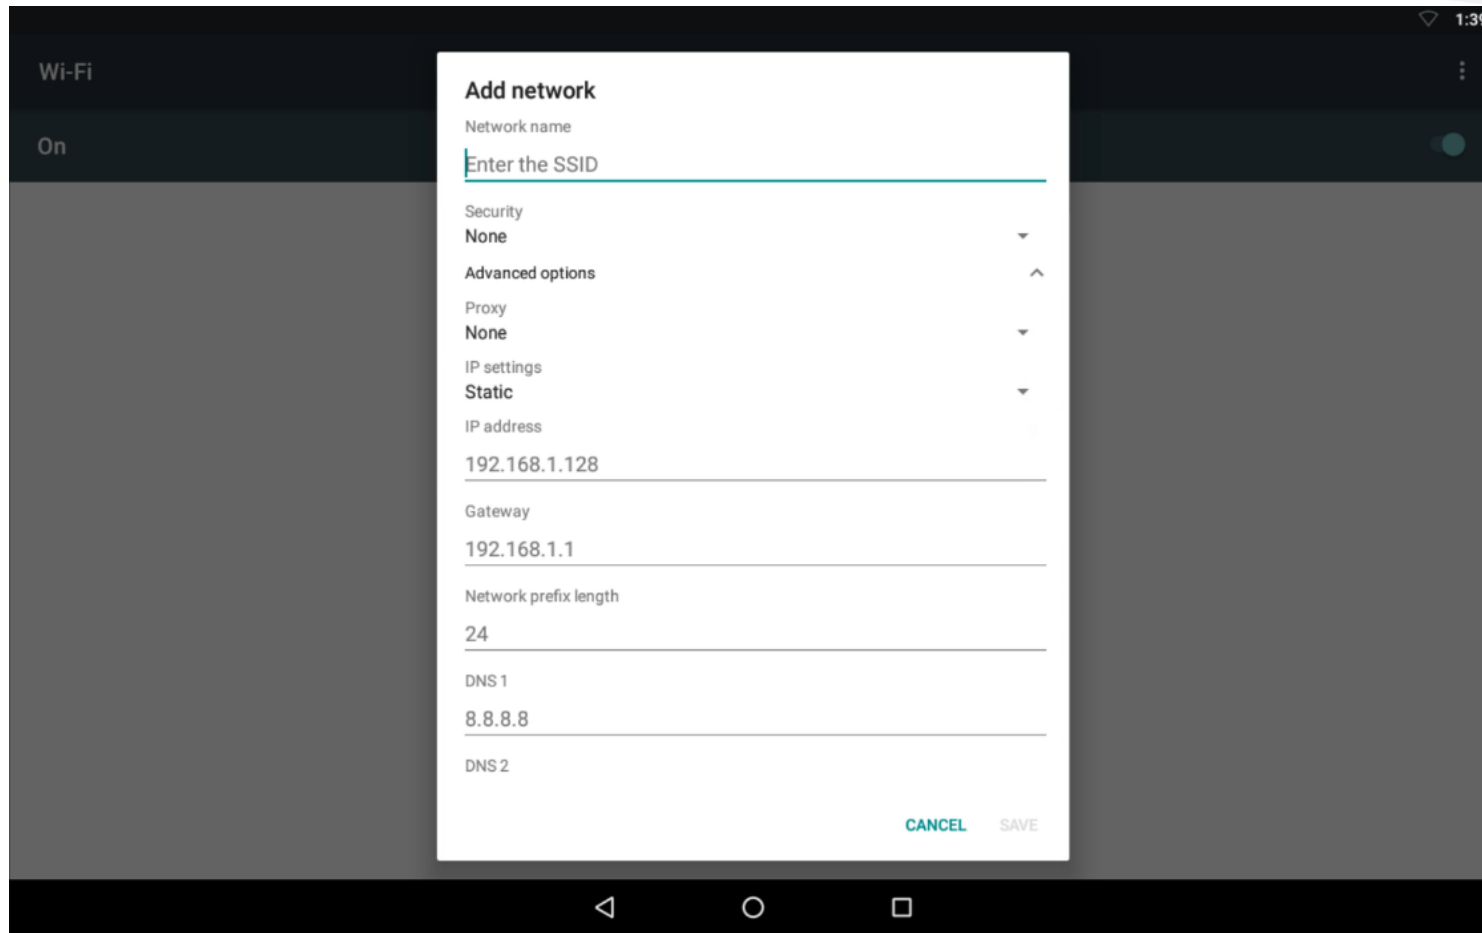 1:39
Wi-Fi
On
Add network
Network name
Enter the SSID
Security
None
Advanced options
Proxy
None
IP settings
Static
IP address
192.168.1.128
Gateway
192.168.1.1
Network prefix length
24
DNS 1
8.8.8.8
DNS 2
CANCEL SAVE